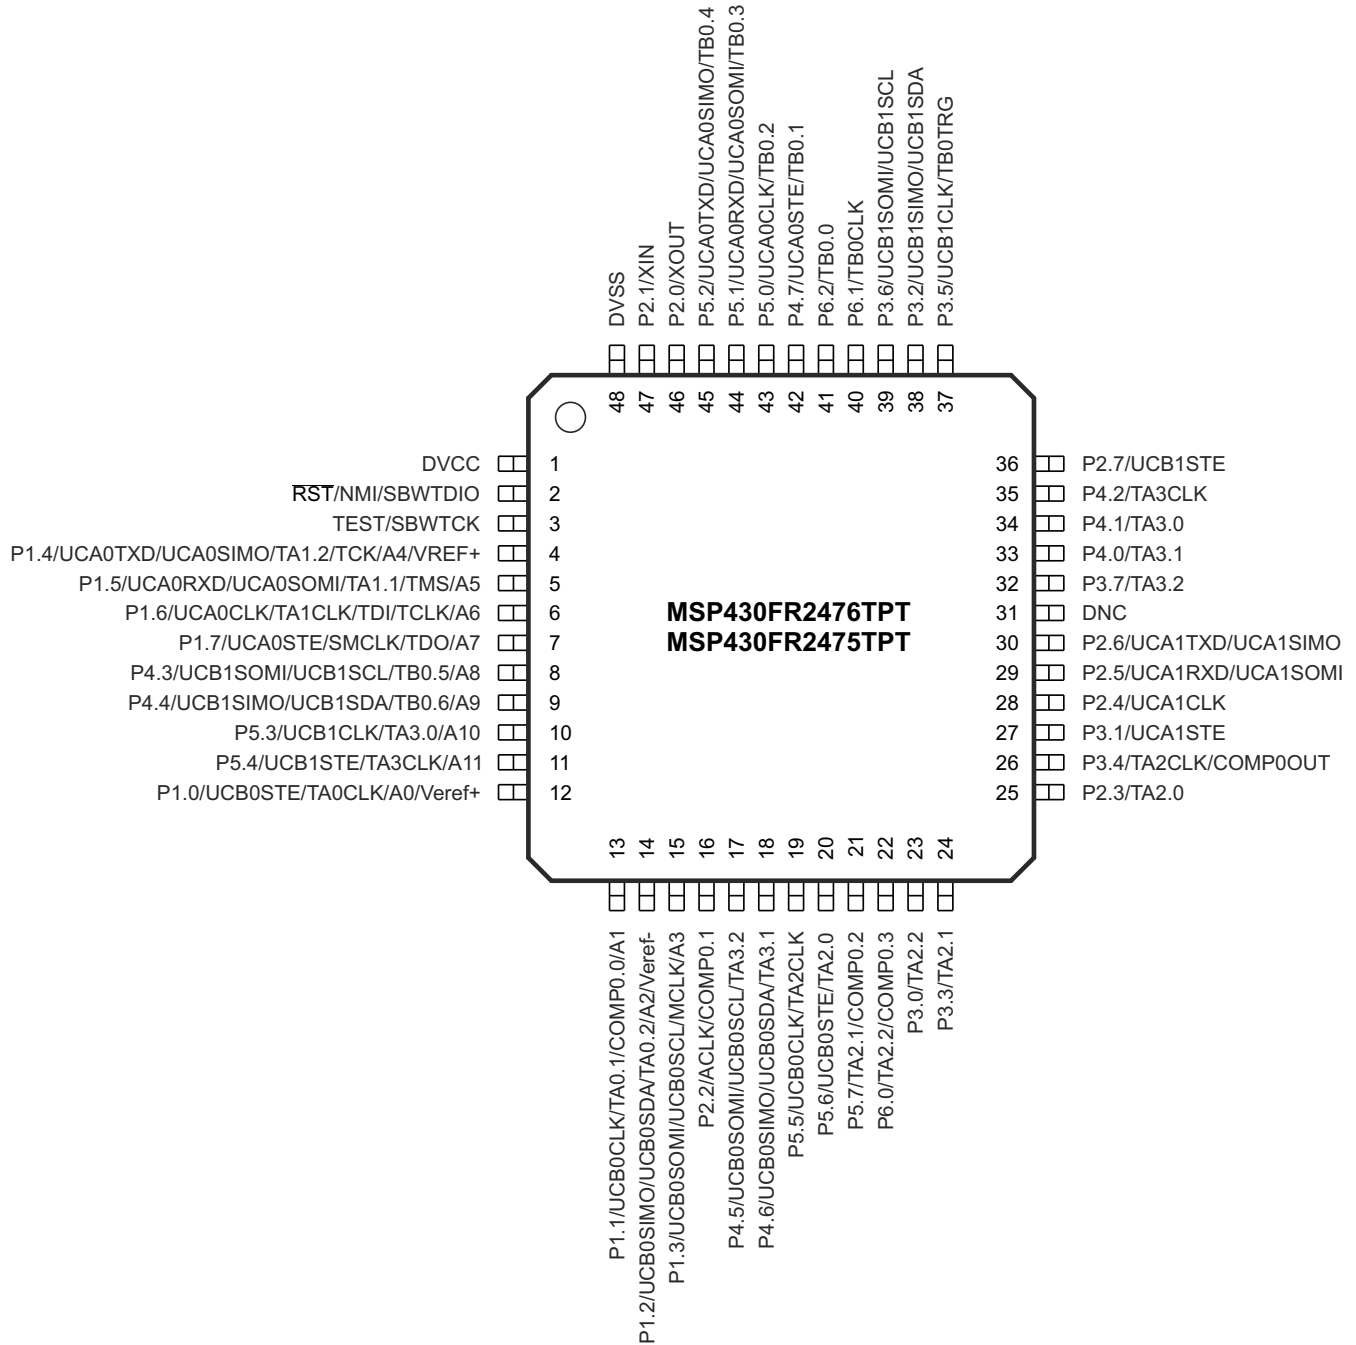 DVSS
P2.1/XIN
P2.0/XOUT
P5.2/UCA0TXD/UCA0SIMO/TB0.4
P5.1/UCA0RXD/UCA0SOMI/TB0.3
P5.0/UCA0CLK/TB0.2
P4.7/UCA0STE/TB0.1
P6.2/TB0.0
P6.1/TB0CLK
P3.6/UCB1SOMI/UCB1SCL
P3.2/UCB1SIMO/UCB1SDA
P3.5/UCB1CLK/TB0TRG
48 47 46 45 44 43 42 41 40 39 38 37
DVCC 1
RST/NMI/SBWTDIO 2
TEST/SBWTCK 3
P1.4/UCA0TXD/UCA0SIMO/TA1.2/TCK/A4/VREF+ 4
P1.5/UCA0RXD/UCA0SOMI/TA1.1/TMS/A5 5
P1.6/UCA0CLK/TA1CLK/TDI/TCLK/A6 6
P1.7/UCA0STE/SMCLK/TDO/A7 7
P4.3/UCB1SOMI/UCB1SCL/TB0.5/A8 8
P4.4/UCB1SIMO/UCB1SDA/TB0.6/A9 9
P5.3/UCB1CLK/TA3.0/A10 10
P5.4/UCB1STE/TA3CLK/A11 11
P1.0/UCB0STE/TA0CLK/A0/Veref+ 12
MSP430FR2476TPT
MSP430FR2475TPT
36 P2.7/UCB1STE
35 P4.2/TA3CLK
34 P4.1/TA3.0
33 P4.0/TA3.1
32 P3.7/TA3.2
31 DNC
30 P2.6/UCA1TXD/UCA1SIMO
29 P2.5/UCA1RXD/UCA1SOMI
28 P2.4/UCA1CLK
27 P3.1/UCA1STE
26 P3.4/TA2CLK/COMP0OUT
25 P2.3/TA2.0
13 14 15 16 17 18 19 20 21 22 23 24
P1.1/UCB0CLK/TA0.1/COMP0.0/A1
P1.2/UCB0SIMO/UCB0SDA/TA0.2/A2/Veref-
P1.3/UCB0SOMI/UCB0SCL/MCLK/A3
P2.2/ACLK/COMP0.1
P4.5/UCB0SOMI/UCB0SCL/TA3.2
P4.6/UCB0SIMO/UCB0SDA/TA3.1
P5.5/UCB0CLK/TA2CLK
P5.6/UCB0STE/TA2.0
P5.7/TA2.1/COMP0.2
P6.0/TA2.2/COMP0.3
P3.0/TA2.2
P3.3/TA2.1